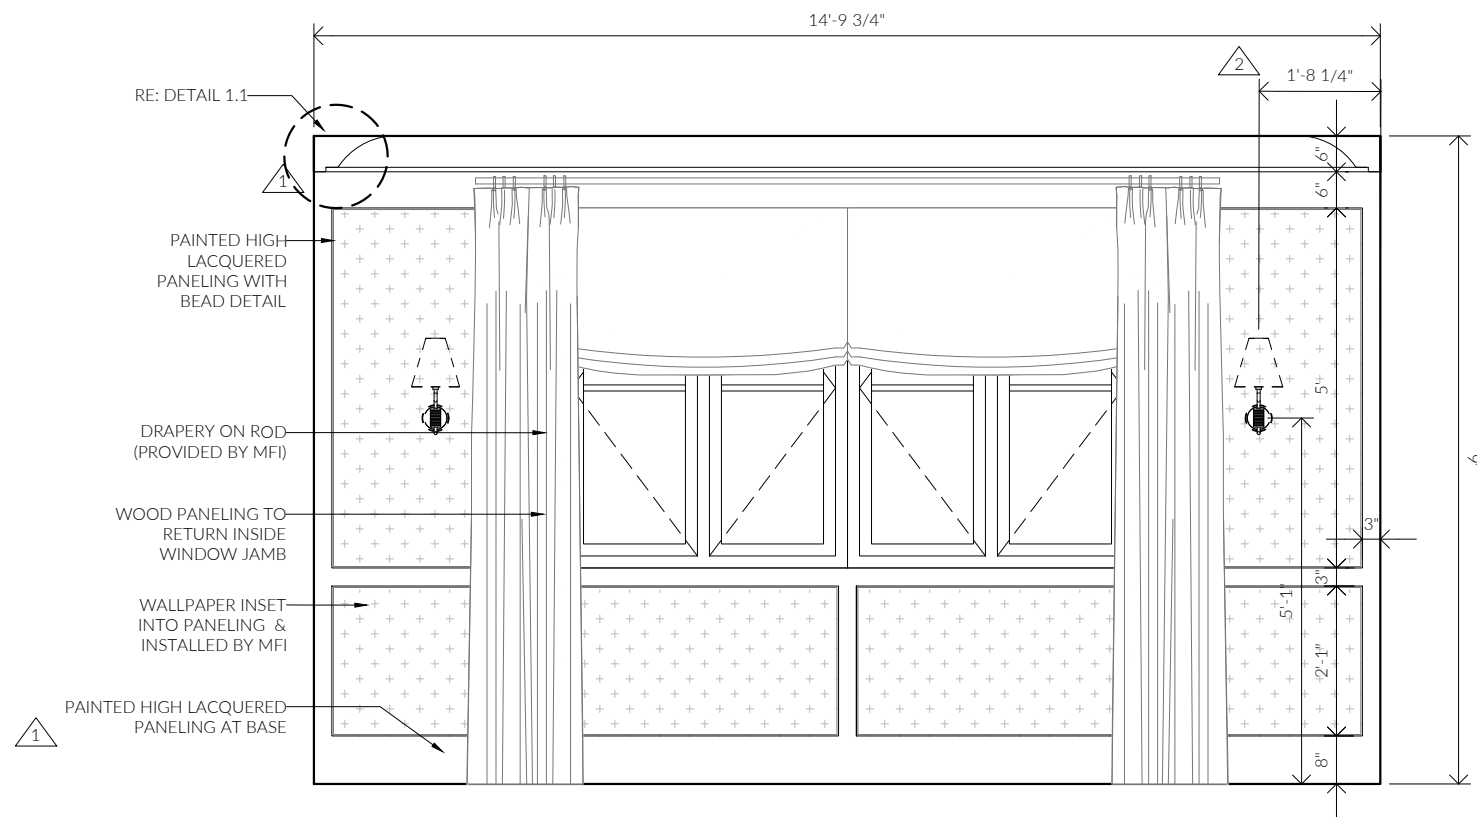 14'-9 3/4"
2
1'-8 1/4"
RE: DETAIL 1.1
6"
1
6"
PAINTED HIGH
LACQUERED
PANELING WITH
BEAD DETAIL
5'
DRAPERY ON ROD
(PROVIDED BY MFI)
WOOD PANELING TO
RETURN INSIDE
WINDOW JAMB
3"
3"
5'-1"
WALLPAPER INSET
INTO PANELING &
INSTALLED BY MFI
2'-1"
PAINTED HIGH LACQUERED
PANELING AT BASE
1
8"